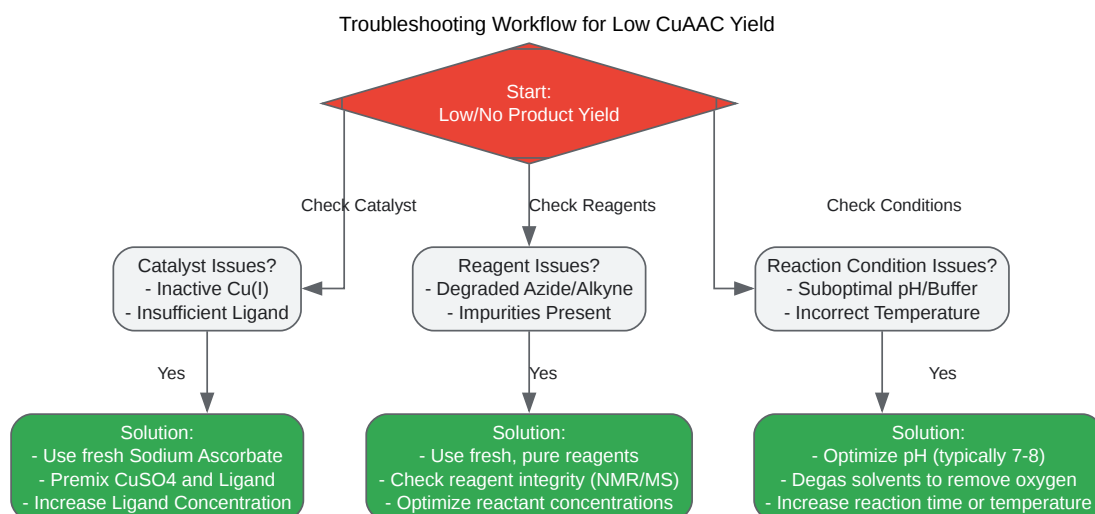 Troubleshooting Workflow for Low CuAAC Yield
Start:
Low/No Product Yield
Check Catalyst
Check Reagents
Check Conditions
Catalyst Issues?
- Inactive Cu(I)
- Insufficient Ligand
Reagent Issues?
- Degraded Azide/Alkyne
- Impurities Present
Reaction Condition Issues?
- Suboptimal pH/Buffer
- Incorrect Temperature
Yes
Yes
Yes
Solution:
- Use fresh Sodium Ascorbate
- Premix CuSO4 and Ligand
- Increase Ligand Concentration
Solution:
- Use fresh, pure reagents
- Check reagent integrity (NMR/MS)
- Optimize reactant concentrations
Solution:
- Optimize pH (typically 7-8)
- Degas solvents to remove oxygen
- Increase reaction time or temperature